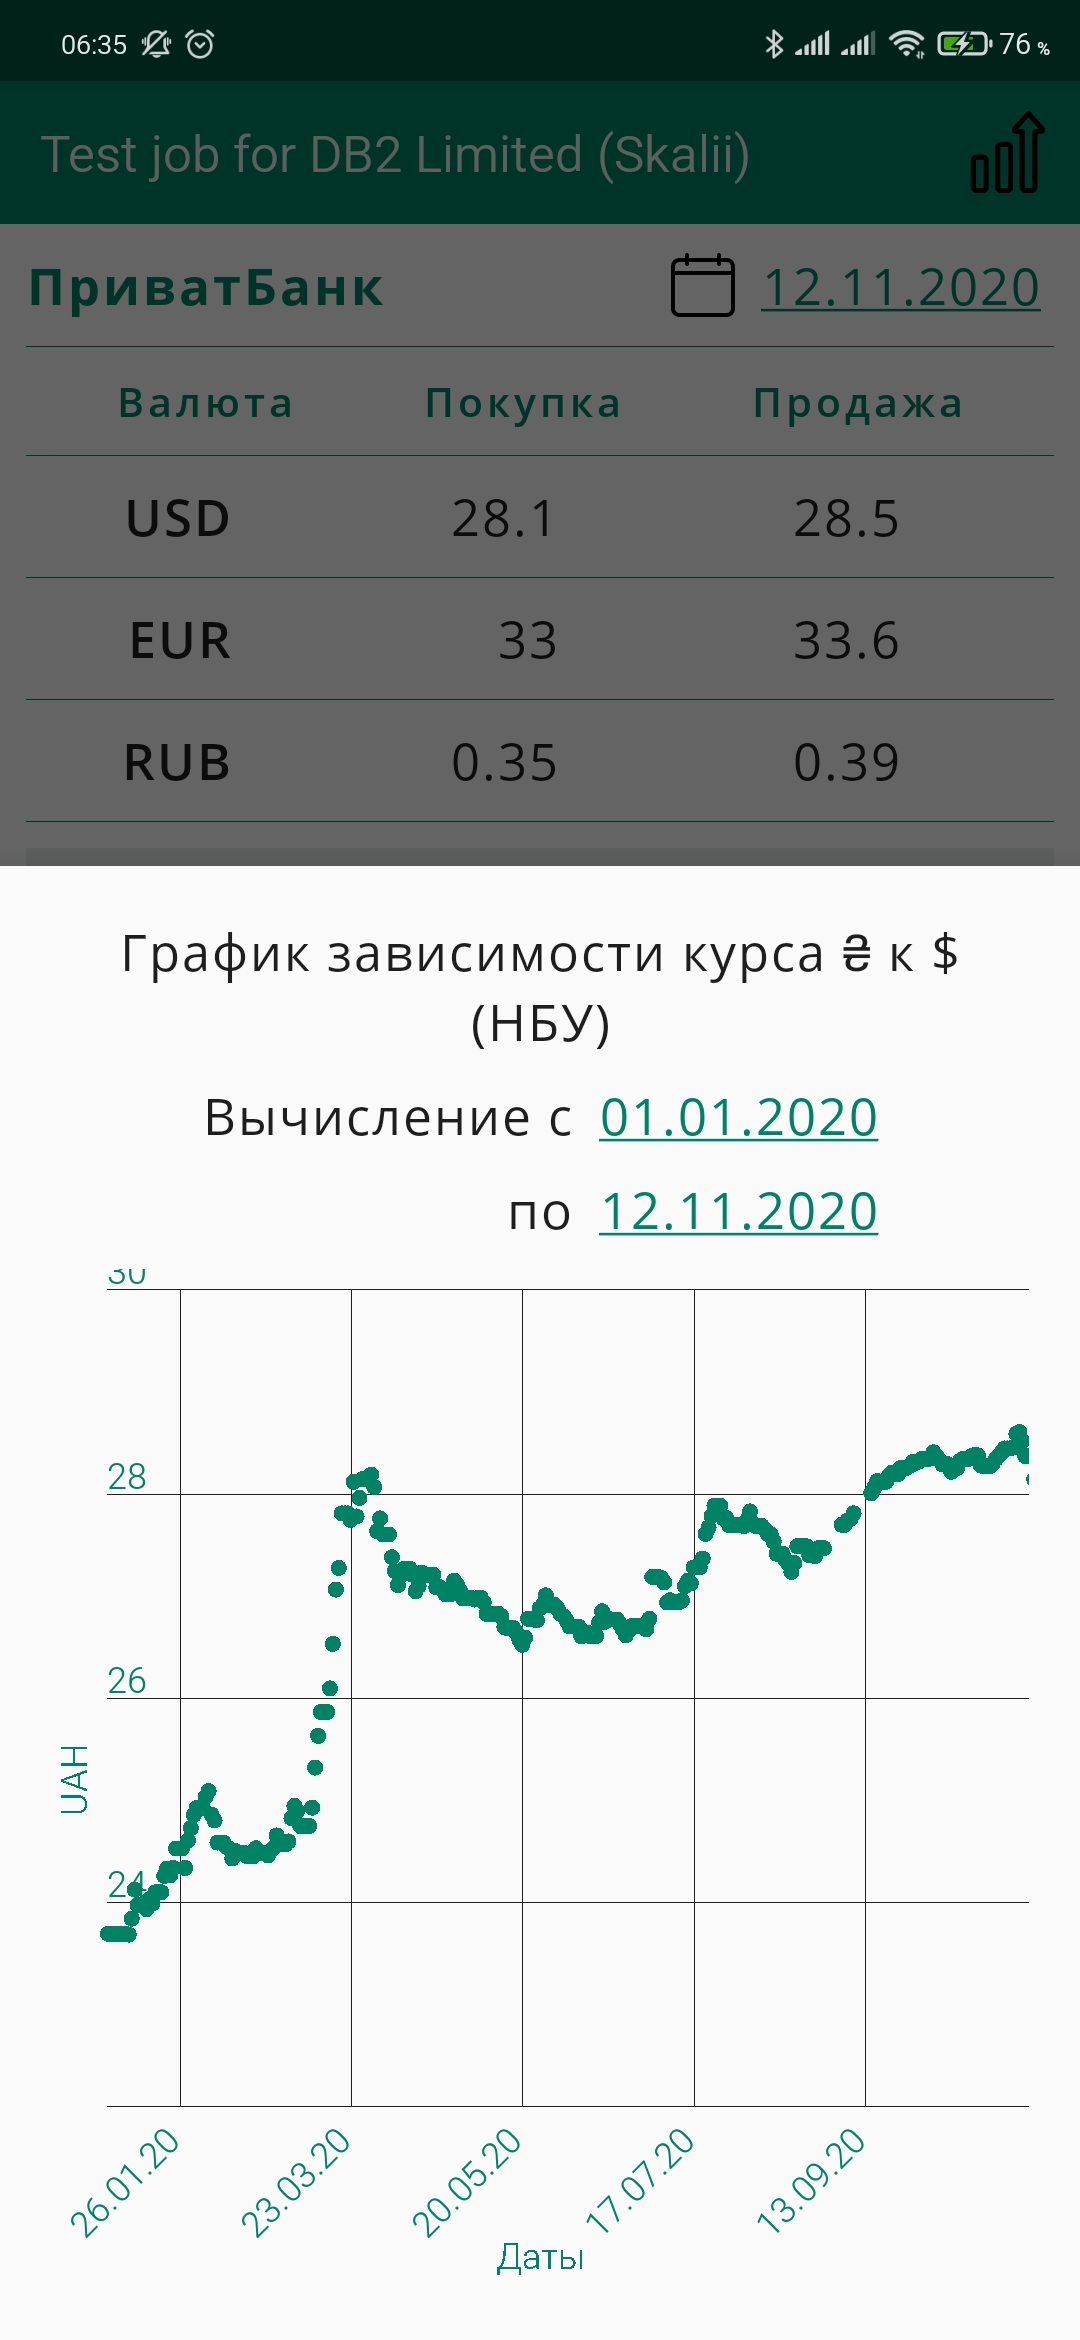 06:35 76 %
Test job for DB2 Limited (Skalii)
ПриватБанк 12.11.2020
Валюта Покупка Продажа
USD 28.1 28.5
EUR 33 33.6
RUB 0.35 0.39
График зависимости курса ₴ к $
(НБУ)
Вычисление с 01.01.2020
по 12.11.2020
30
28
26
24
UAH
26.01.20 23.03.20 20.05.20 17.07.20 13.09.20
Даты